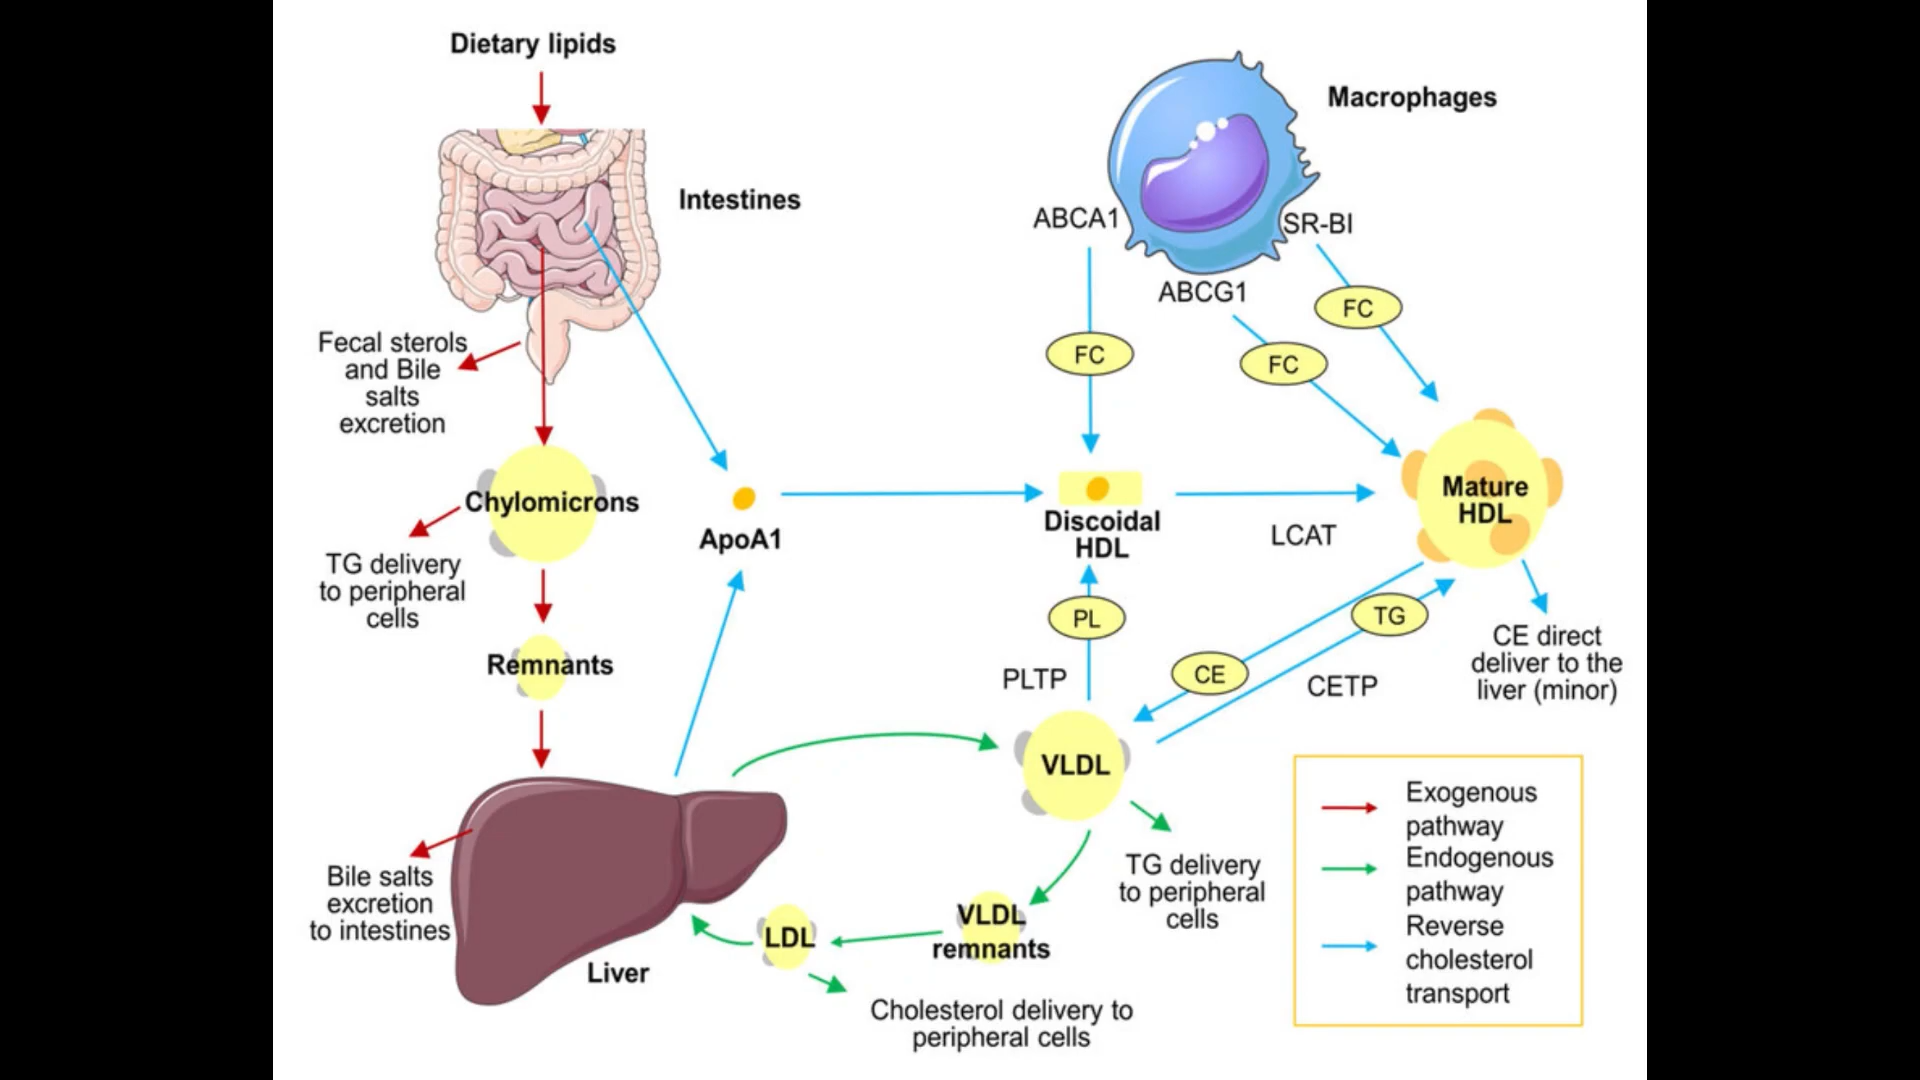 Dietary lipids
Intestines
Fecal sterols
and Bile
salts
excretion
Chylomicrons
TG delivery
to peripheral
cells
Remnants
Bile salts
excretion
to intestines
Liver
ApoA1
Macrophages
ABCA1
SR-BI
ABCG1
FC
FC
FC
Discoidal
HDL
LCAT
Mature
HDL
PL
PLTP
TG
CE
CETP
CE direct
deliver to the
liver (minor)
VLDL
TG delivery
to peripheral
cells
VLDL
remnants
LDL
Cholesterol delivery to
peripheral cells
Exogenous
pathway
Endogenous
pathway
Reverse
cholesterol
transport